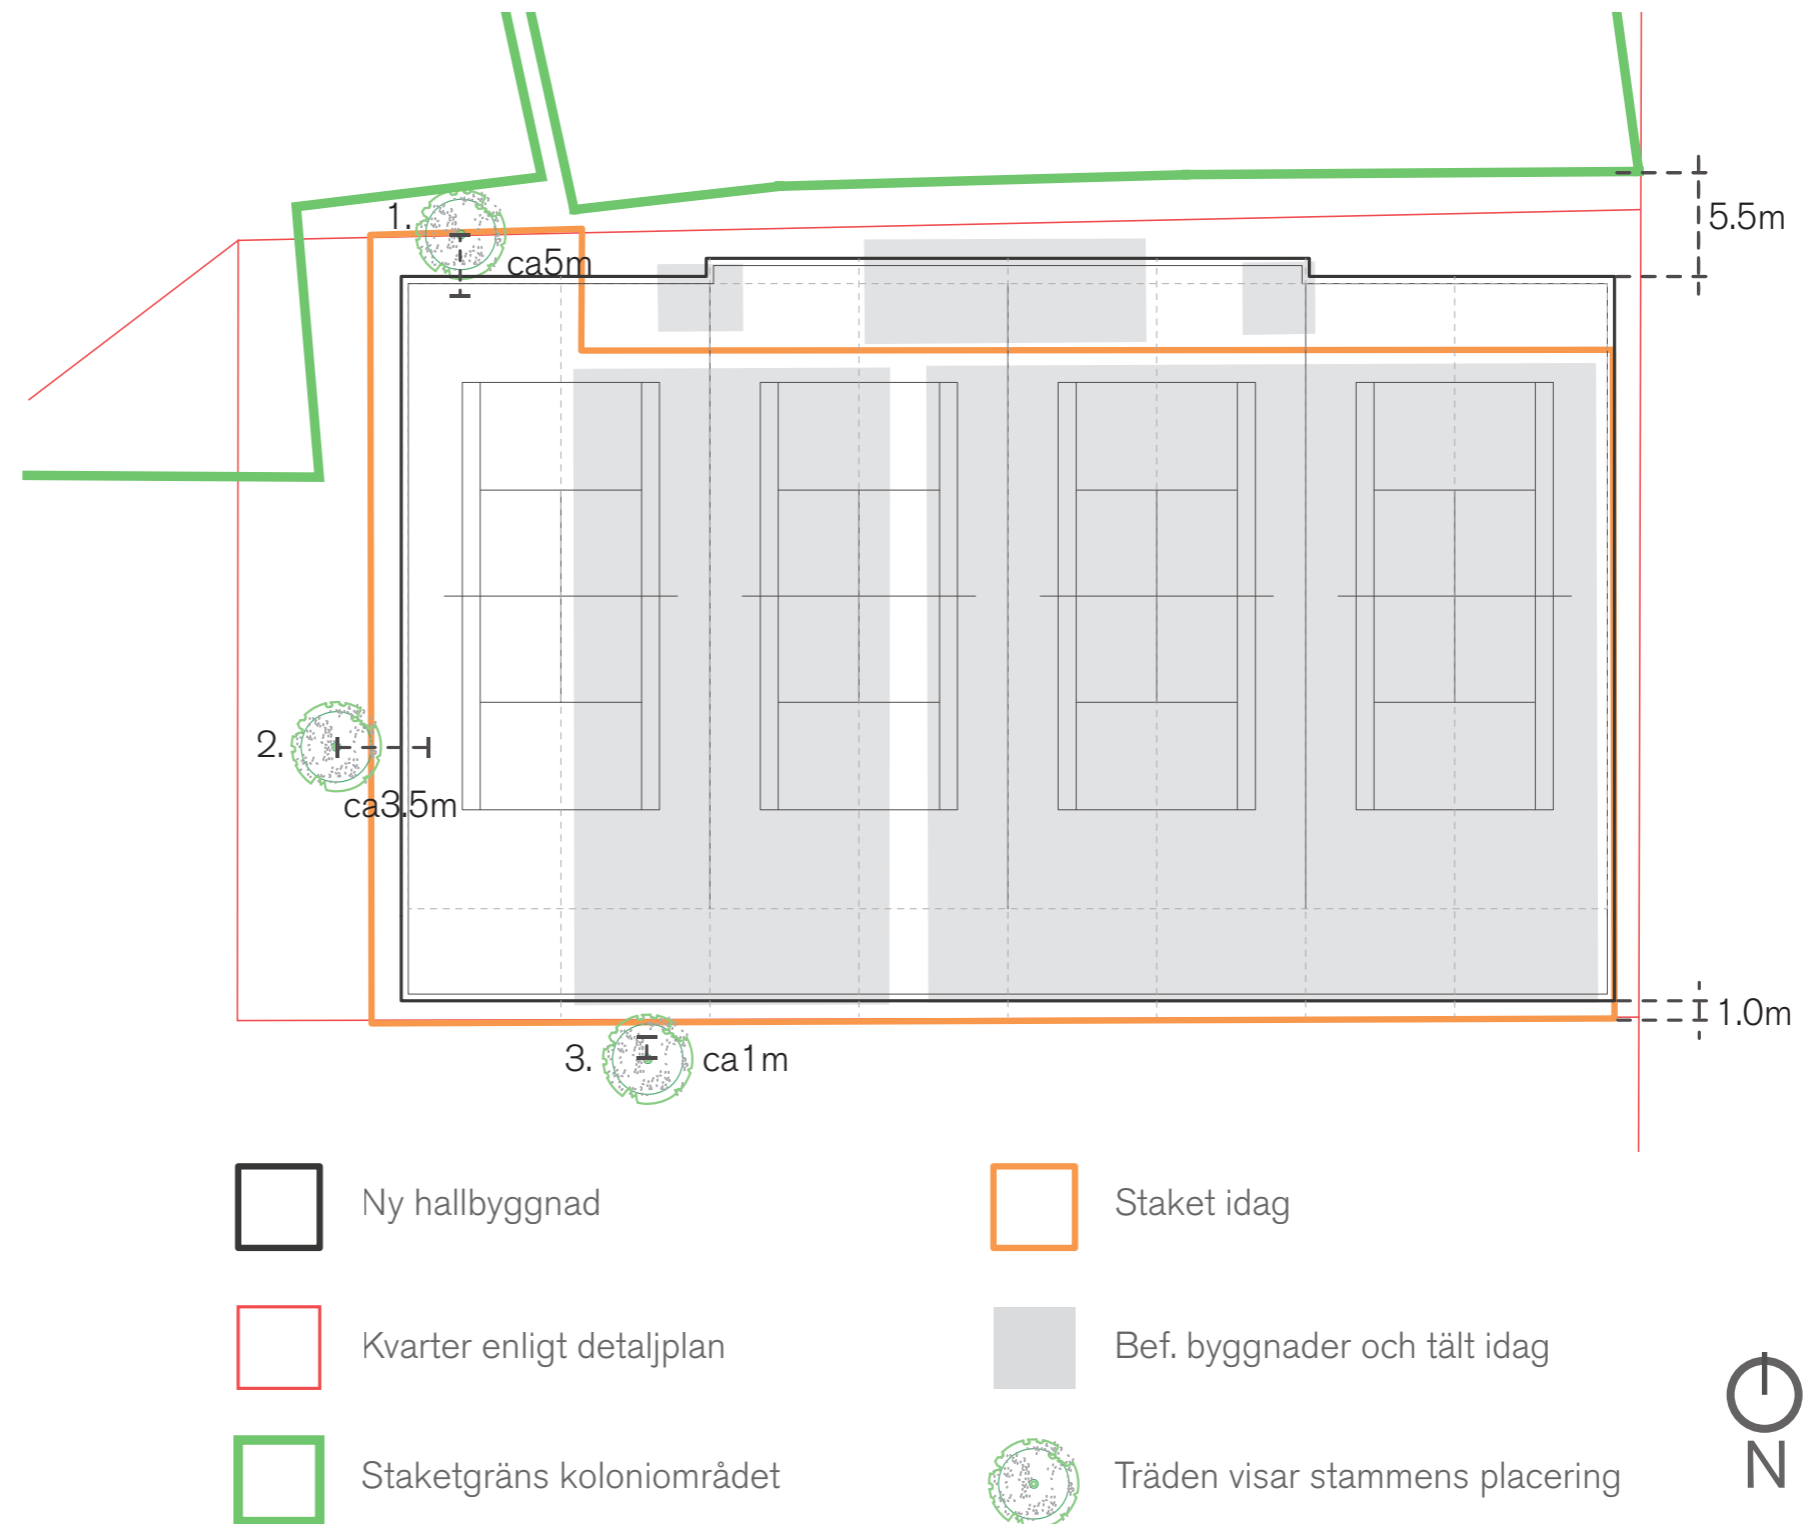 1.
ca5m
5.5m
2.
ca3.5m
1.0m
3.
ca1m
Ny hallbyggnad
Staket idag
Kvarter enligt detaljplan
Bef. byggnader och tält idag
Staketgräns koloniområdet
Träden visar stammens placering
N